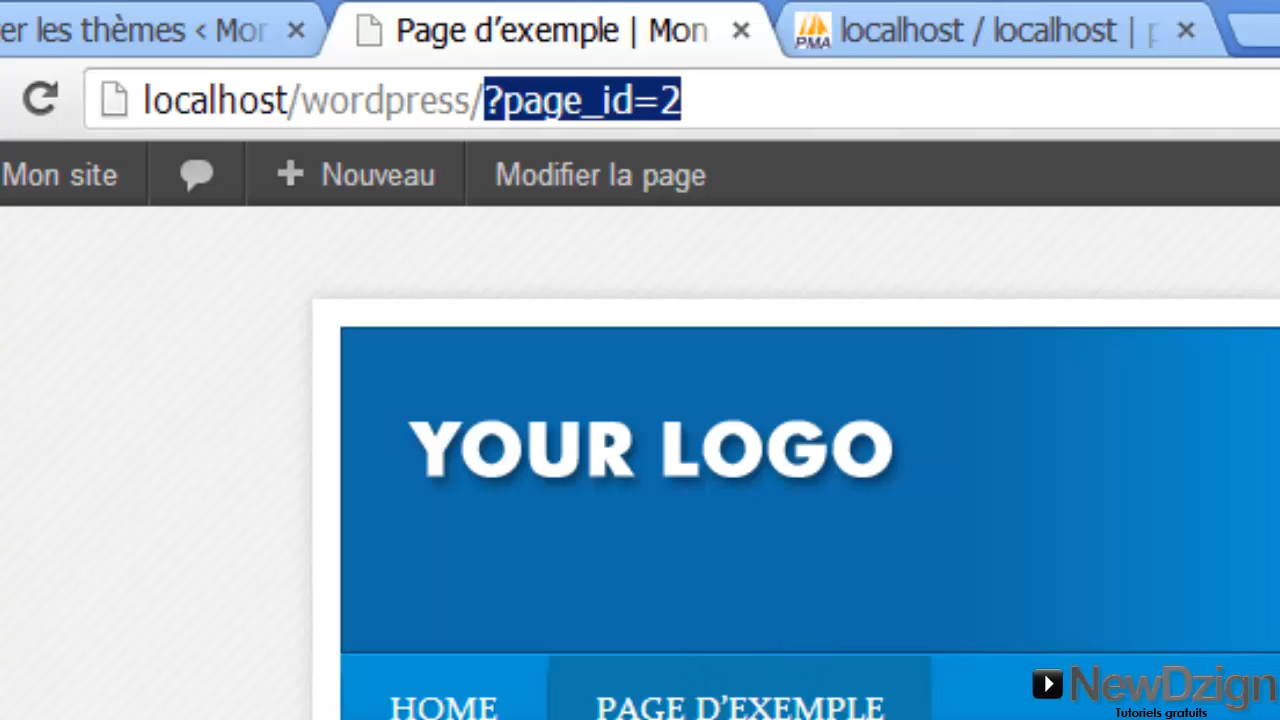 er les thèmes < Mor
Page d'exemple | Mon
localhost / localhost | p
localhost/wordpress/?page_id=2
Mon site
Nouveau
Modifier la page
YOUR LOGO
HOME
PAGE D'EXEMPLE
NewDzign
Tutoriels gratuits
PMA